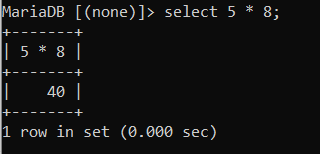 MariaDB [(none)]> select 5 * 8;
+-------+
| 5 * 8 |
+-------+
|    40 |
+-------+
1 row in set (0.000 sec)